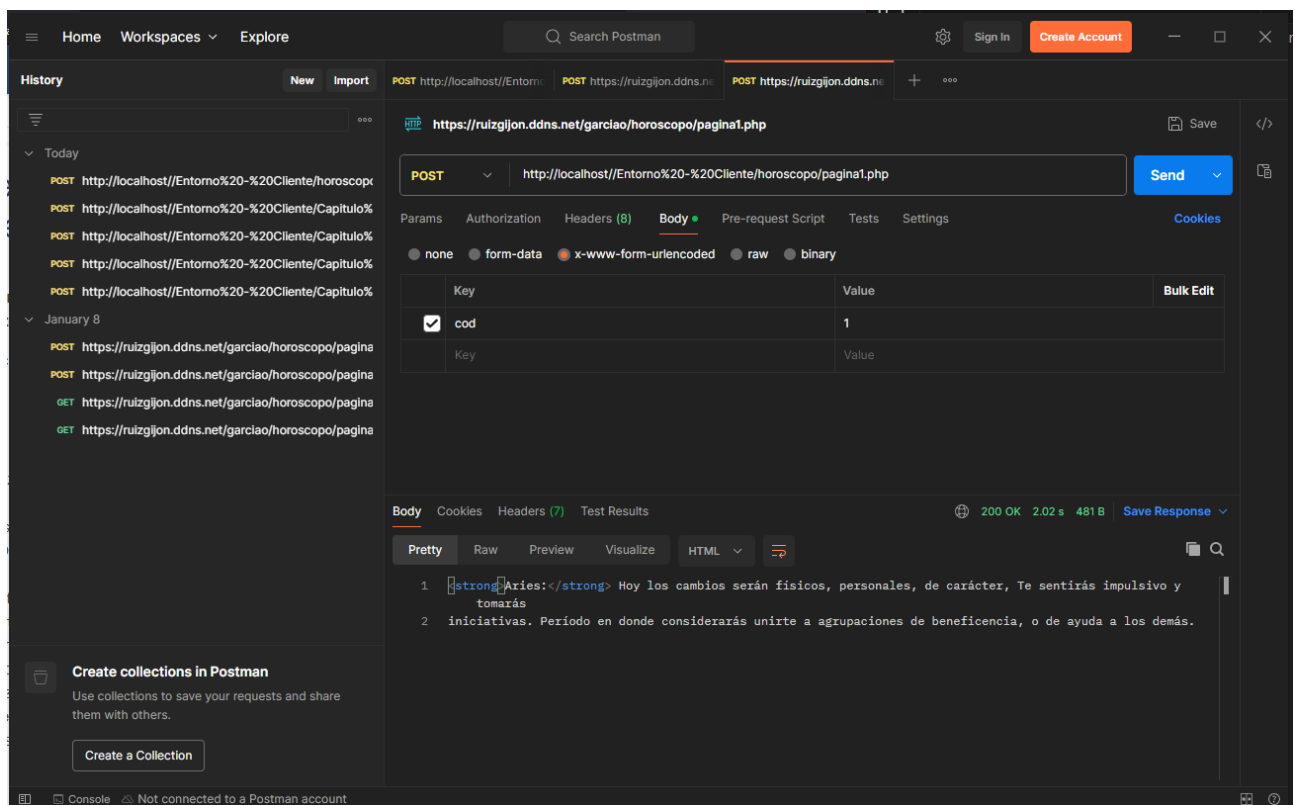 Home Workspaces Explore Search Postman Sign In Create Account
History New Import
POST http://localhost//Entorno POST https://ruizgijon.ddns.ne POST https://ruizgijon.ddns.ne
HTTP https://ruizgijon.ddns.net/garciao/horoscopo/pagina1.php Save
Today
POST http://localhost//Entorno%20-%20Cliente/horoscopo
POST http://localhost//Entorno%20-%20Cliente/Capitulo%
POST http://localhost//Entorno%20-%20Cliente/Capitulo%
POST http://localhost//Entorno%20-%20Cliente/Capitulo%
POST http://localhost//Entorno%20-%20Cliente/Capitulo%
January 8
POST https://ruizgijon.ddns.net/garciao/horoscopo/pagina
POST https://ruizgijon.ddns.net/garciao/horoscopo/pagina
GET https://ruizgijon.ddns.net/garciao/horoscopo/pagina
GET https://ruizgijon.ddns.net/garciao/horoscopo/pagina
POST http://localhost//Entorno%20-%20Cliente/horoscopo/pagina1.php Send
Params Authorization Headers (8) Body Pre-request Script Tests Settings Cookies
none form-data x-www-form-urlencoded raw binary
Key Value Bulk Edit
cod 1
Key Value
Body Cookies Headers (7) Test Results 200 OK 2.02 s 481 B Save Response
Pretty Raw Preview Visualize HTML
1 <strong>Aries:</strong> Hoy los cambios serán físicos, personales, de carácter, Te sentirás impulsivo y
tomarás
2 iniciativas. Período en donde considerarás unirte a agrupaciones de beneficencia, o de ayuda a los demás.
Create collections in Postman
Use collections to save your requests and share
them with others.
Create a Collection
Console Not connected to a Postman account